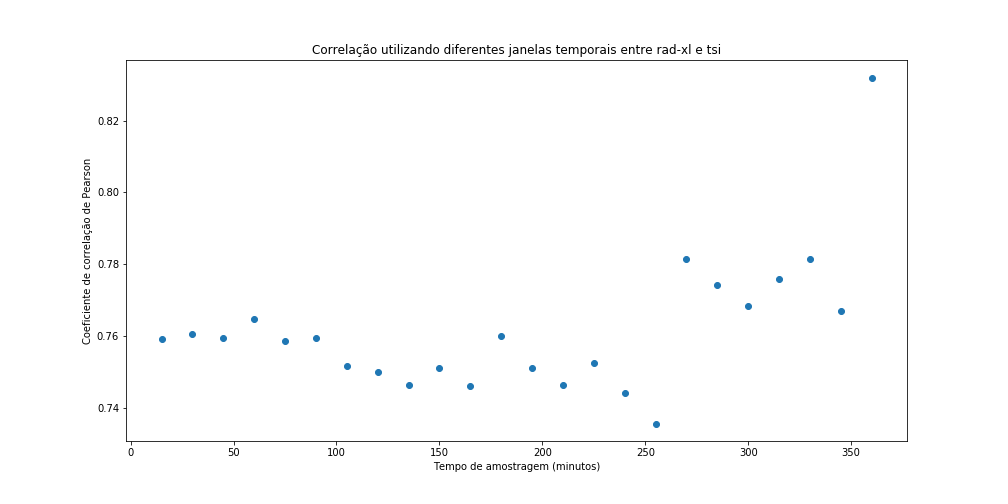 Correlação utilizando diferentes janelas temporais entre rad-xl e tsi
Coeficiente de correlação de Pearson
0.82
0.80
0.78
0.76
0.74
0 50 100 150 200 250 300 350
Tempo de amostragem (minutos)